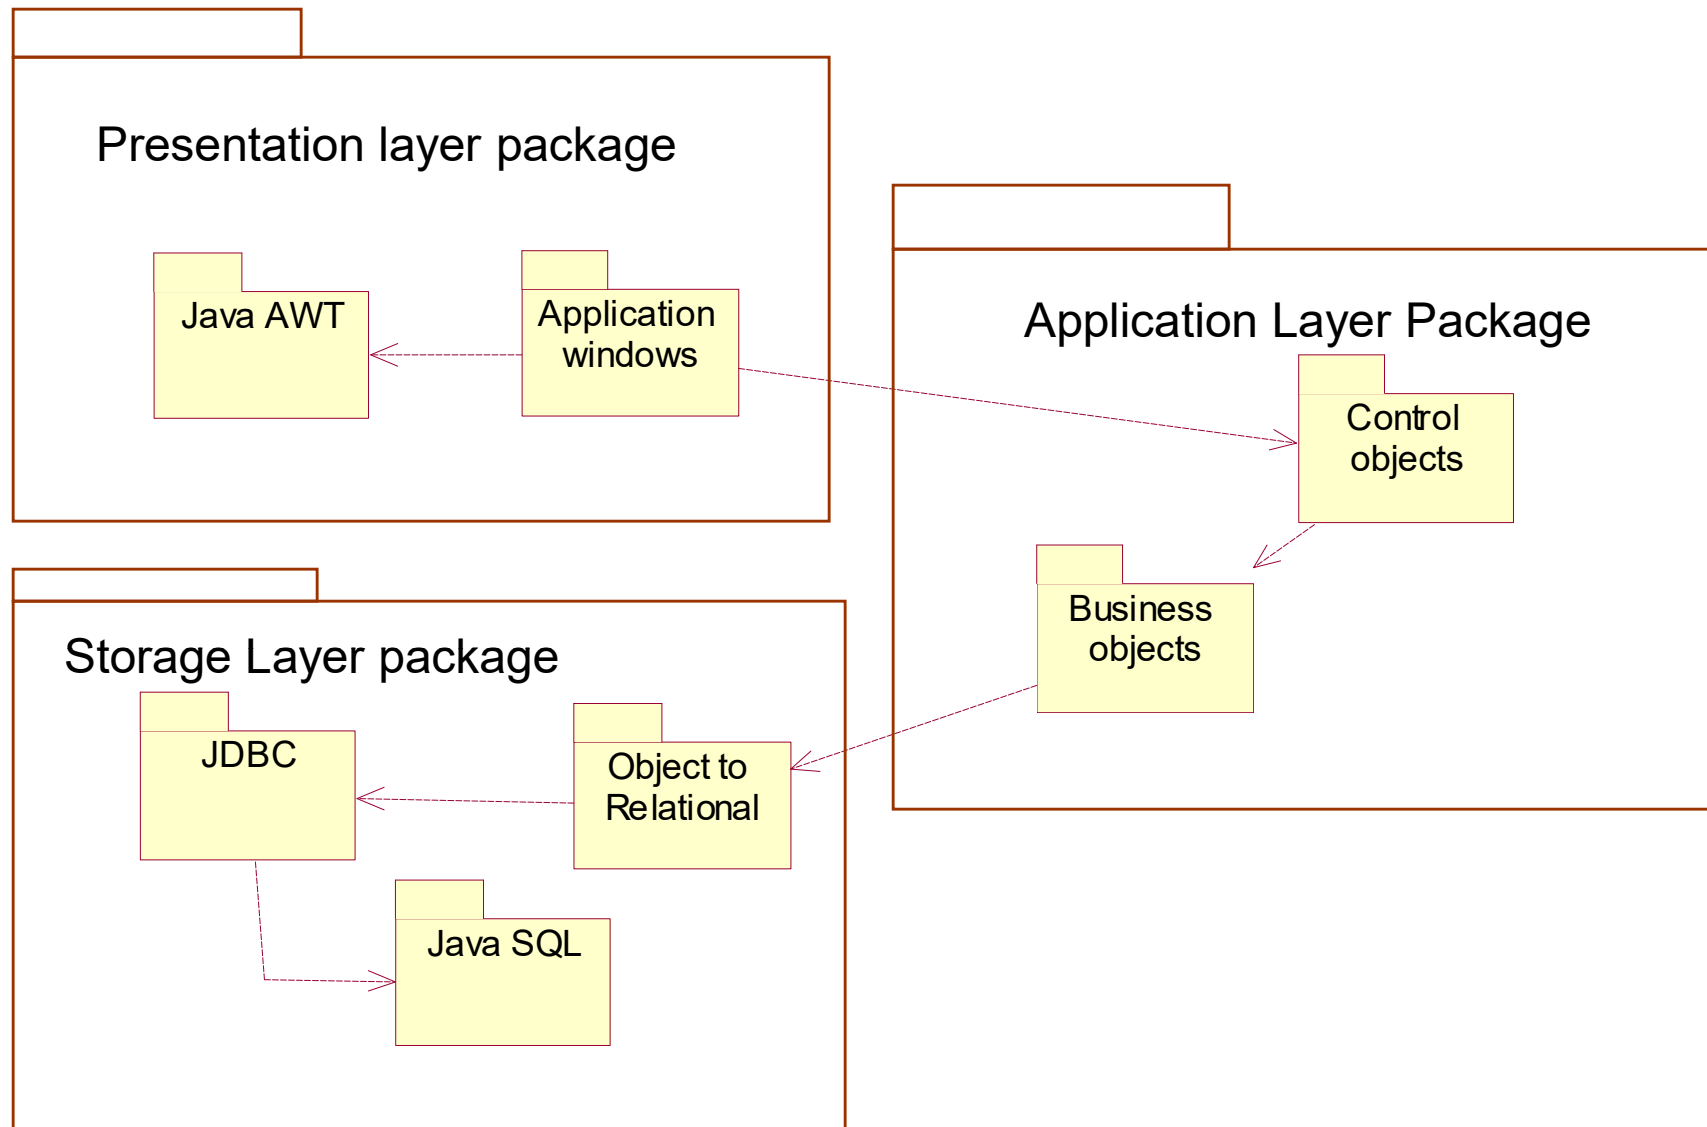 Presentation layer package
Java AWT
Application
windows
Application Layer Package
Control
objects
Business
objects
Storage Layer package
JDBC
Object to
Relational
Java SQL